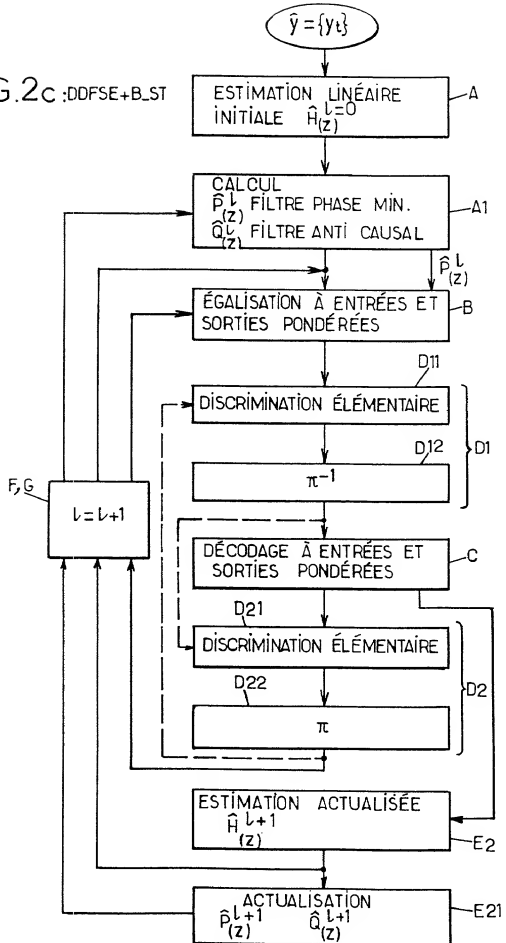 ŷ = {yt}
G.2c :DDFSE+B_ST
ESTIMATION LINÉAIRE
INITIALE Ĥ(z)^l=0
A
CALCUL
P̂(z)^l FILTRE PHASE MIN.
Q̂(z)^l FILTRE ANTI CAUSAL
A1
P̂(z)^l
ÉGALISATION À ENTRÉES ET
SORTIES PONDÉRÉES
B
D11
DISCRIMINATION ÉLÉMENTAIRE
D12
D1
π⁻¹
F,G
l=l+1
DÉCODAGE À ENTRÉES ET
SORTIES PONDÉRÉES
C
D21
DISCRIMINATION ÉLÉMENTAIRE
D22
D2
π
ESTIMATION ACTUALISÉE
Ĥ(z)^l+1
E2
ACTUALISATION
P̂(z)^l+1 Q̂(z)^l+1
E21